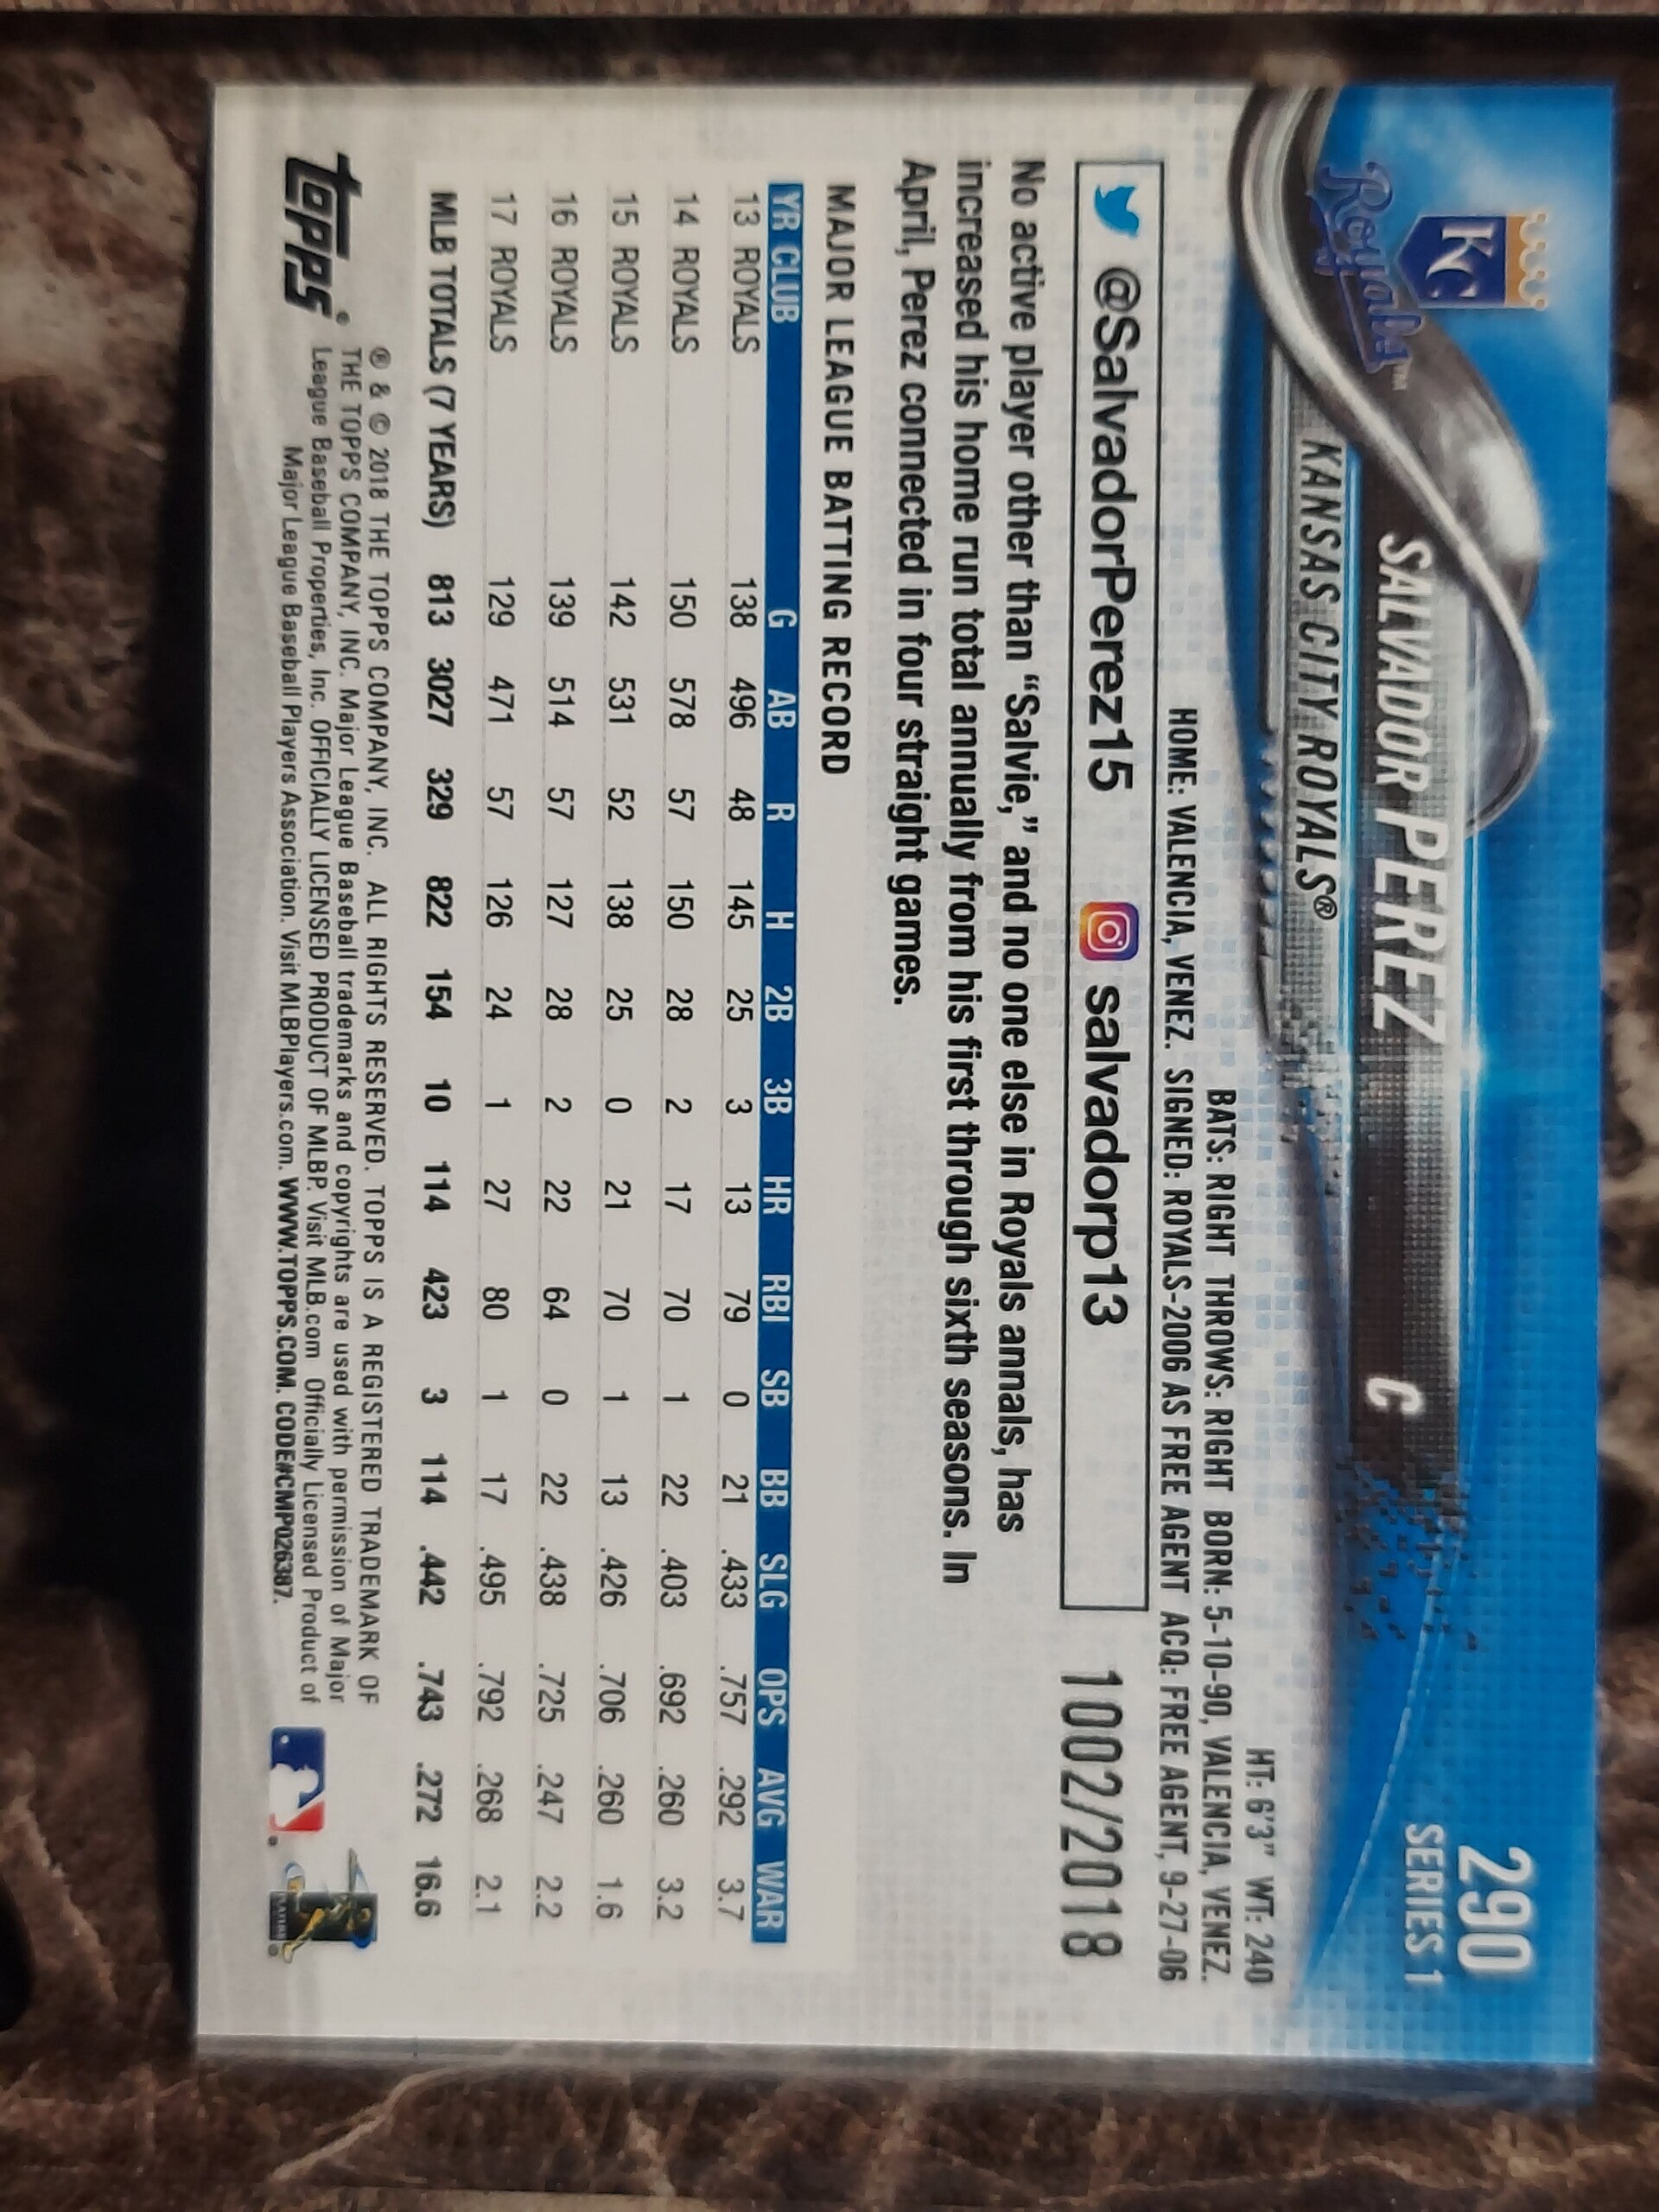 290
SERIES 1
KC
Royals™
SALVADOR PEREZ C
KANSAS CITY ROYALS®
HT: 6'3" WT: 240
BATS: RIGHT THROWS: RIGHT BORN: 5-10-90, VALENCIA, VENEZ.
HOME: VALENCIA, VENEZ. SIGNED: ROYALS-2006 AS FREE AGENT ACQ: FREE AGENT, 9-27-06
@SalvadorPerez15 salvadorp13
1002/2018
No active player other than “Salvie,” and no one else in Royals annals, has
increased his home run total annually from his first through sixth seasons. In
April, Perez connected in four straight games.
MAJOR LEAGUE BATTING RECORD
YR CLUB G AB R H 2B 3B HR RBI SB BB SLG OPS AVG WAR
13 ROYALS 138 496 48 145 25 3 13 79 0 21 .433 .757 .292 3.7
14 ROYALS 150 578 57 150 28 2 17 70 1 22 .403 .692 .260 3.2
15 ROYALS 142 531 52 138 25 0 21 70 1 13 .426 .706 .260 1.6
16 ROYALS 139 514 57 127 28 2 22 64 0 22 .438 .725 .247 2.2
17 ROYALS 129 471 57 126 24 1 27 80 1 17 .495 .792 .268 2.1
MLB TOTALS (7 YEARS) 813 3027 329 822 154 10 114 423 3 114 .442 .743 .272 16.6
topps®
® & © 2018 THE TOPPS COMPANY, INC. ALL RIGHTS RESERVED. TOPPS IS A REGISTERED TRADEMARK OF
THE TOPPS COMPANY, INC. Major League Baseball trademarks and copyrights are used with permission of Major
League Baseball Properties, Inc. OFFICIALLY LICENSED PRODUCT OF MLBP. Visit MLB.com Officially Licensed Product of
Major League Baseball Players Association. Visit MLBPlayers.com. WWW.TOPPS.COM. CODE#CMP026387.